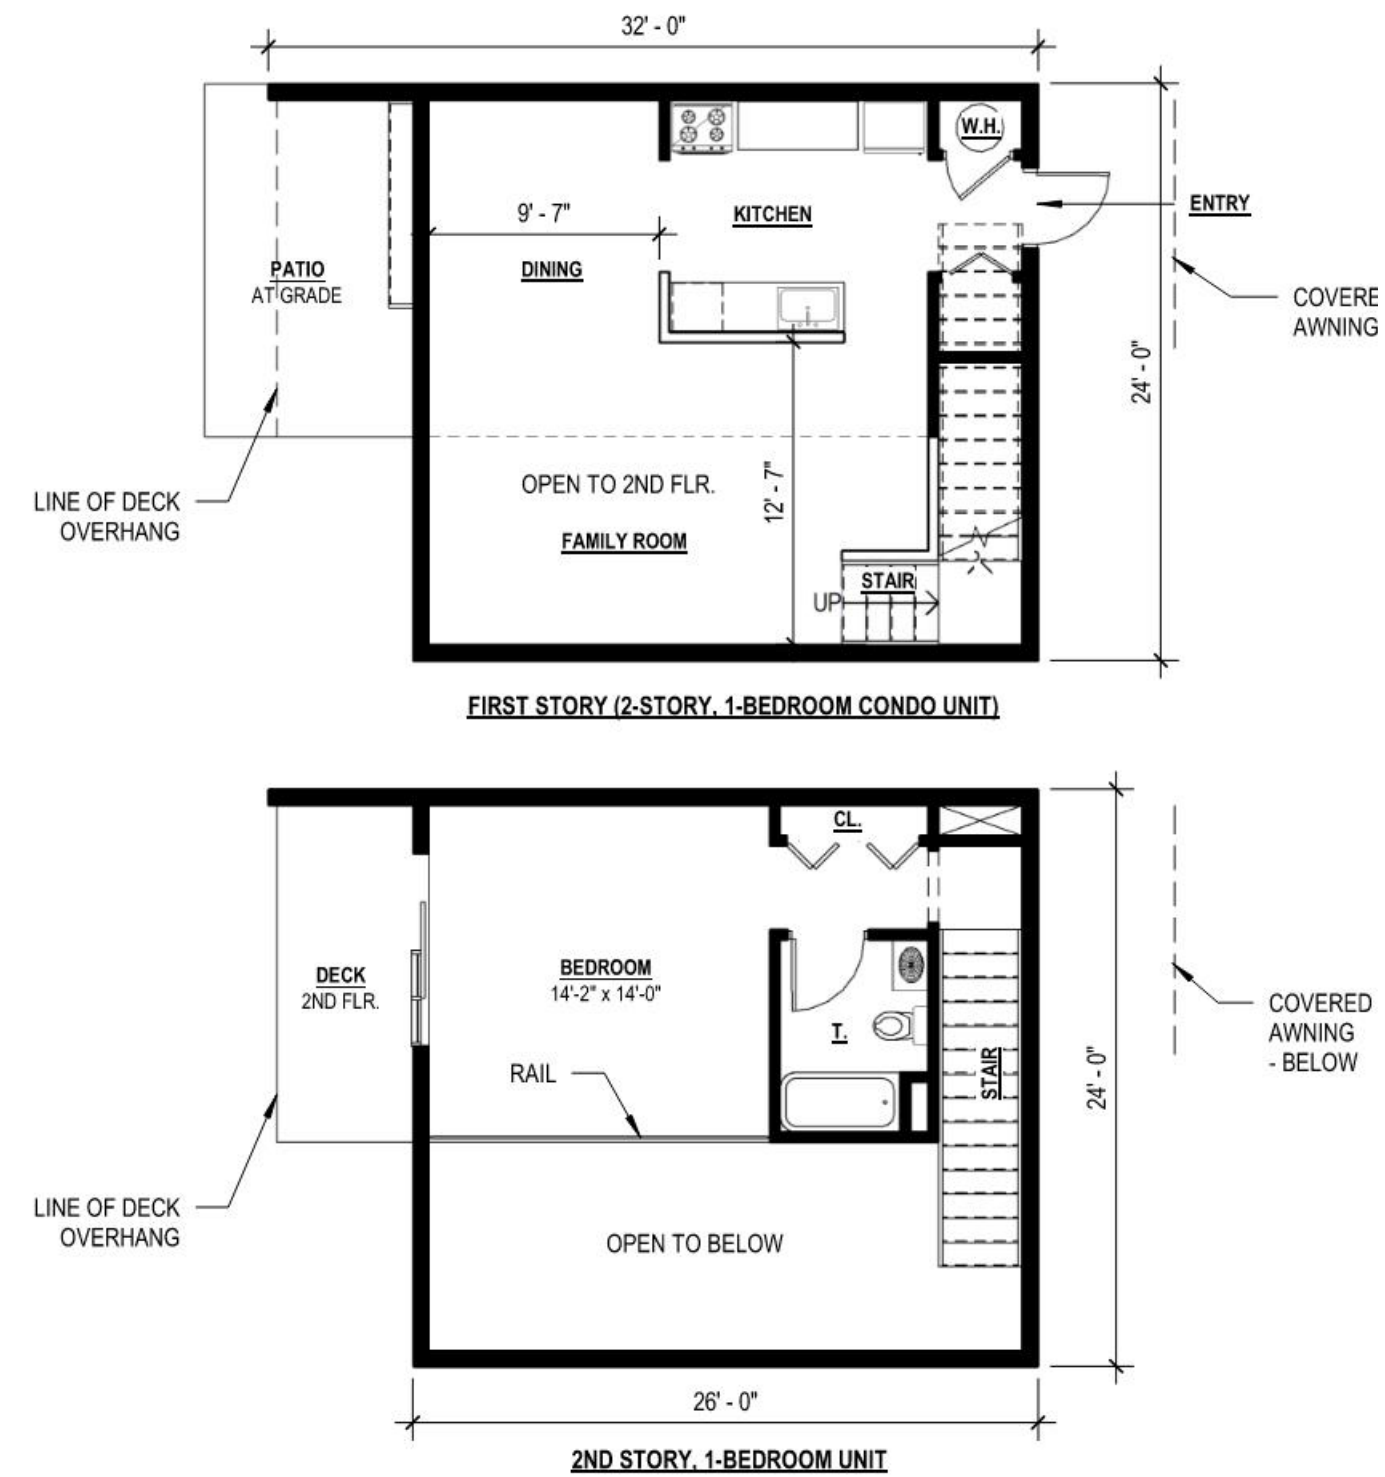 32' - 0"
W.H.
ENTRY
9' - 7"
KITCHEN
DINING
PATIO
AT GRADE
COVERE
AWNING
24' - 0"
LINE OF DECK
OVERHANG
OPEN TO 2ND FLR.
12' - 7"
FAMILY ROOM
STAIR
UP
FIRST STORY (2-STORY, 1-BEDROOM CONDO UNIT)
CL.
BEDROOM
14'-2" x 14'-0"
DECK
2ND FLR.
T.
STAIR
COVERED
AWNING
- BELOW
24' - 0"
RAIL
LINE OF DECK
OVERHANG
OPEN TO BELOW
26' - 0"
2ND STORY, 1-BEDROOM UNIT